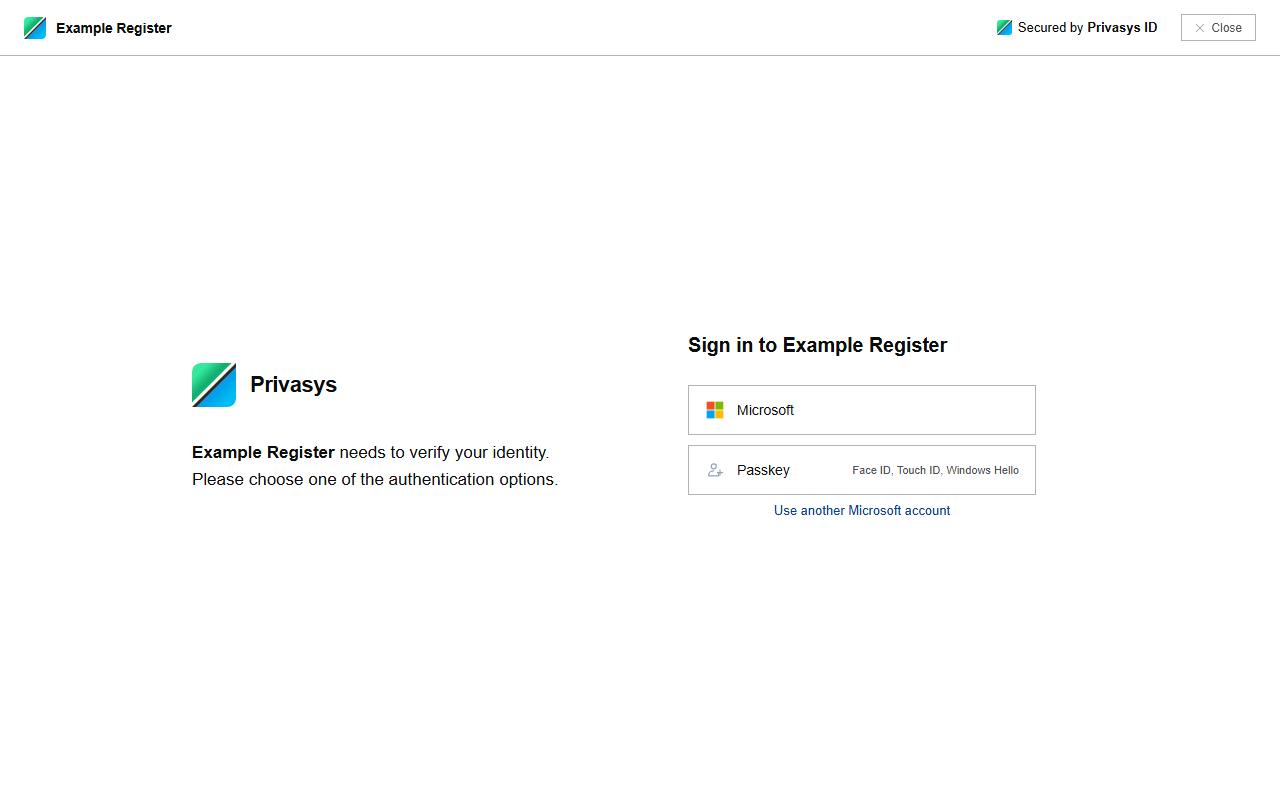 Example Register
Secured by Privasys ID
Close
Privasys
Example Register needs to verify your identity.
Please choose one of the authentication options.
Sign in to Example Register
Microsoft
Passkey
Face ID, Touch ID, Windows Hello
Use another Microsoft account